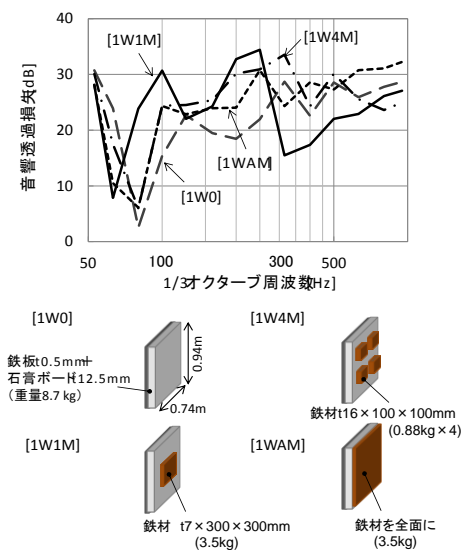 [1W1M]
[1W4M]
40
30
20
10
0
音響透過損失[dB]
[1WAM]
[1W0]
50
100
300
500
1/3オクターブ周波数[Hz]
[1W0]
[1W4M]
鉄板t0.5mm+
石膏ボードt12.5mm
(重量8.7 kg)
0.94m
0.74m
鉄材t16×100×100mm
(0.88kg×4)
[1W1M]
[1WAM]
鉄材 t7×300×300mm
(3.5kg)
鉄材を全面に
(3.5kg)